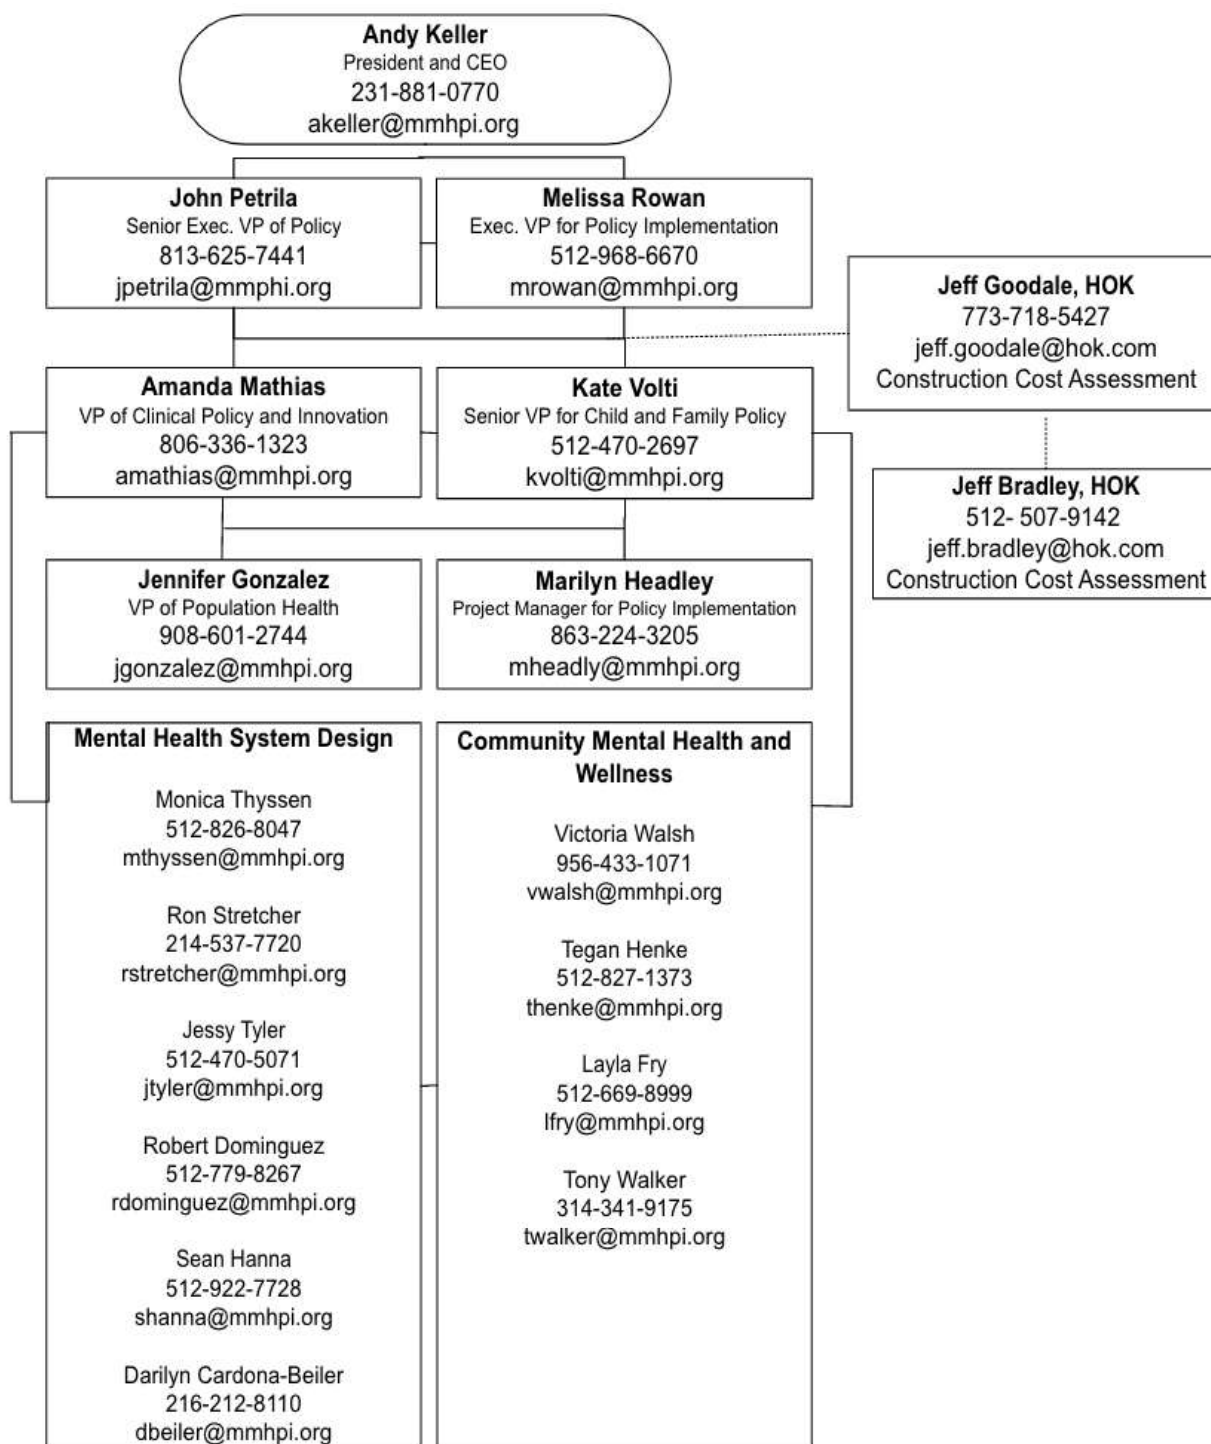 Andy Keller
President and CEO
231-881-0770
akeller@mmhpi.org
John Petrila
Senior Exec. VP of Policy
813-625-7441
jpetrila@mmphi.org
Melissa Rowan
Exec. VP for Policy Implementation
512-968-6670
mrowan@mmhpi.org
Jeff Goodale, HOK
773-718-5427
jeff.goodale@hok.com
Construction Cost Assessment
Amanda Mathias
VP of Clinical Policy and Innovation
806-336-1323
amathias@mmhpi.org
Kate Volti
Senior VP for Child and Family Policy
512-470-2697
kvolti@mmhpi.org
Jeff Bradley, HOK
512- 507-9142
jeff.bradley@hok.com
Construction Cost Assessment
Jennifer Gonzalez
VP of Population Health
908-601-2744
jgonzalez@mmhpi.org
Marilyn Headley
Project Manager for Policy Implementation
863-224-3205
mheadly@mmhpi.org
Mental Health System Design
Monica Thyssen
512-826-8047
mthyssen@mmhpi.org
Ron Stretcher
214-537-7720
rstretcher@mmhpi.org
Jessy Tyler
512-470-5071
jtyler@mmhpi.org
Robert Dominguez
512-779-8267
rdominguez@mmhpi.org
Sean Hanna
512-922-7728
shanna@mmhpi.org
Darilyn Cardona-Beiler
216-212-8110
dbeiler@mmhpi.org
Community Mental Health and
Wellness
Victoria Walsh
956-433-1071
vwalsh@mmhpi.org
Tegan Henke
512-827-1373
thenke@mmhpi.org
Layla Fry
512-669-8999
lfry@mmhpi.org
Tony Walker
314-341-9175
twalker@mmhpi.org